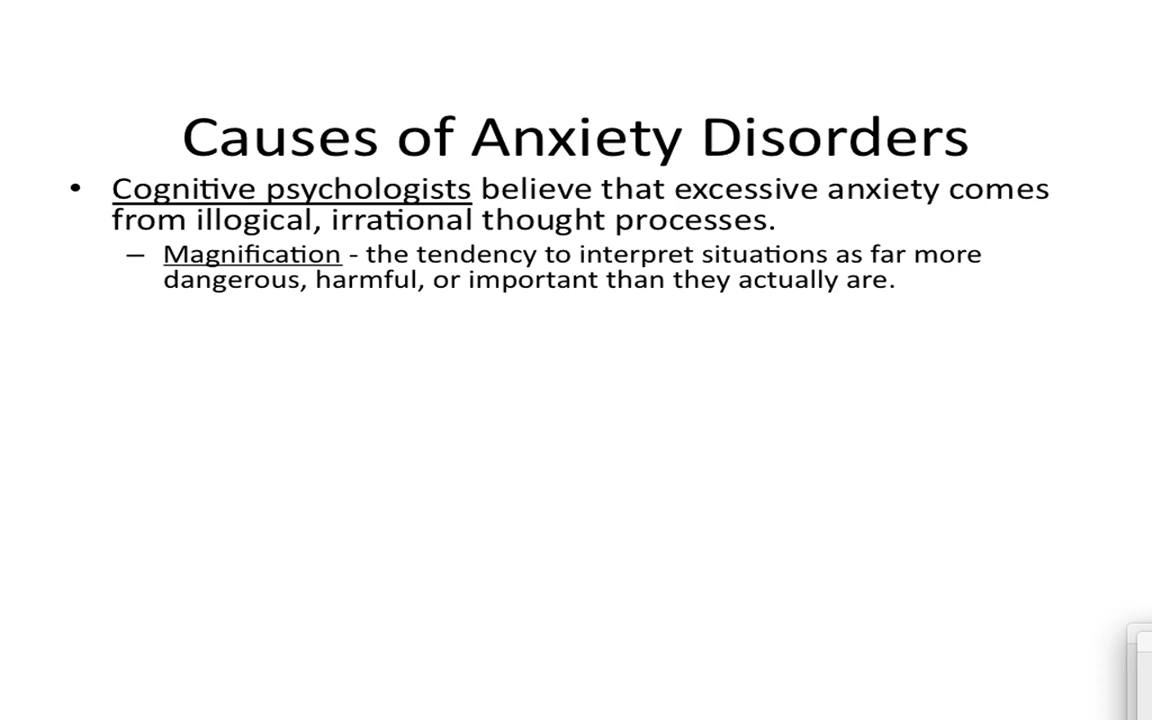 Causes of Anxiety Disorders
• Cognitive psychologists believe that excessive anxiety comes
from illogical, irrational thought processes.
– Magnification - the tendency to interpret situations as far more
dangerous, harmful, or important than they actually are.